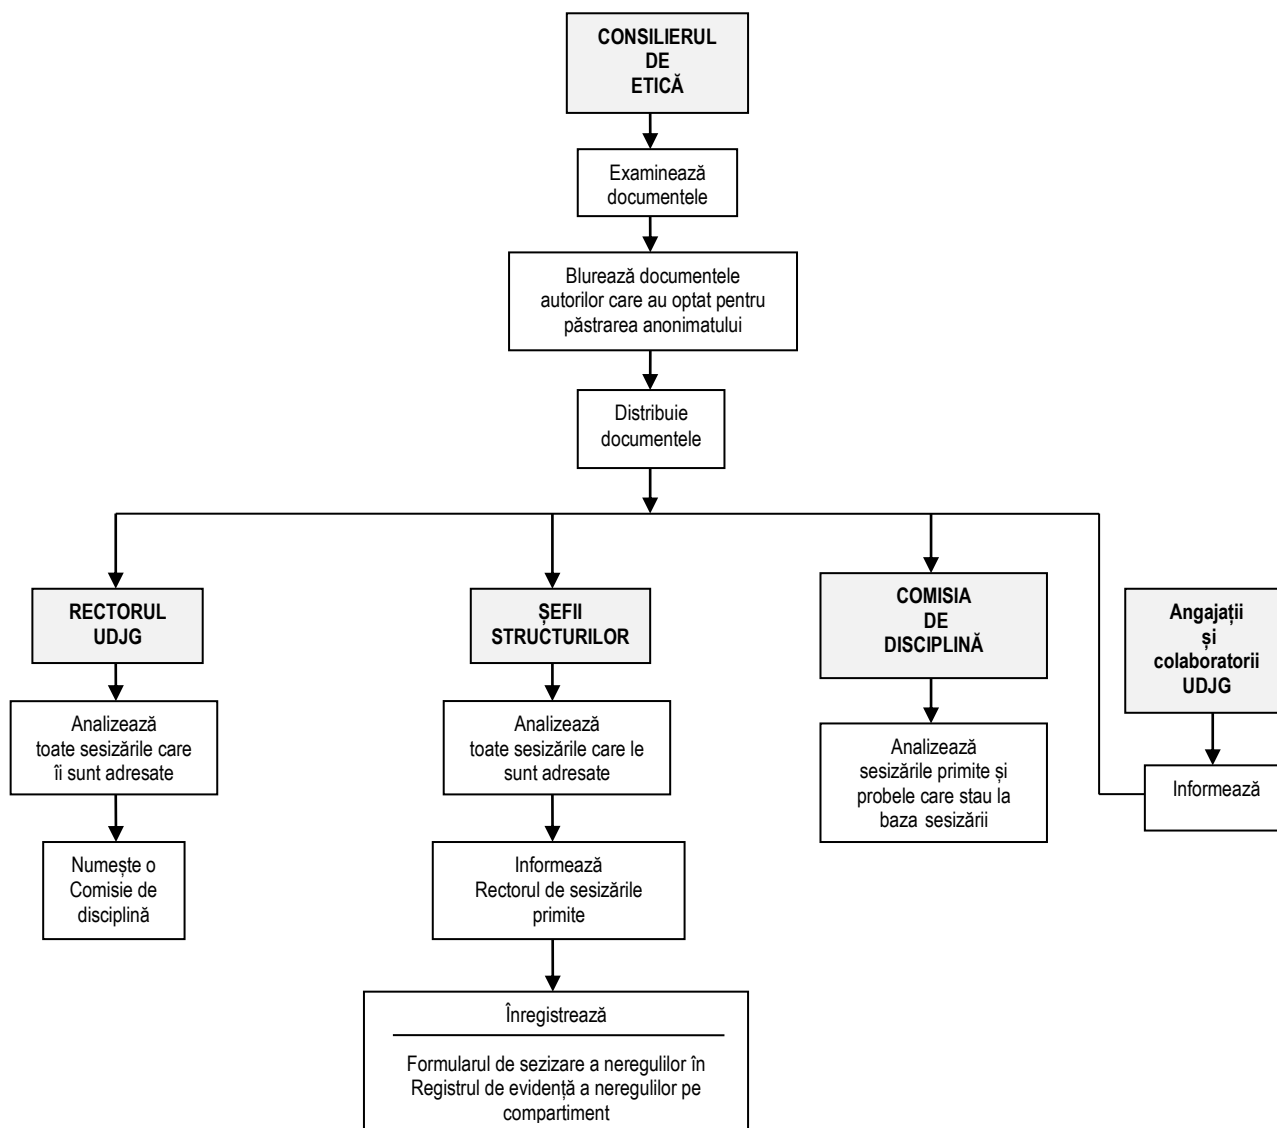 CONSILIERUL
DE
ETICĂ
Examinează
documentele
Blurează documentele
autorilor care au optat pentru
păstrarea anonimatului
Distribuie
documentele
RECTORUL
UDJG
Analizează
toate sesizările care
îi sunt adresate
Numește o
Comisie de
disciplină
ȘEFII
STRUCTURILOR
Analizează
toate sesizările care le
sunt adresate
Informează
Rectorul de sesizările
primite
Înregistrează
Formularul de sezizare a neregulilor în
Registrul de evidență a neregulilor pe
compartiment
COMISIA
DE
DISCIPLINĂ
Analizează
sesizările primite și
probele care stau la
baza sesizării
Angajații
și
colaboratorii
UDJG
Informează